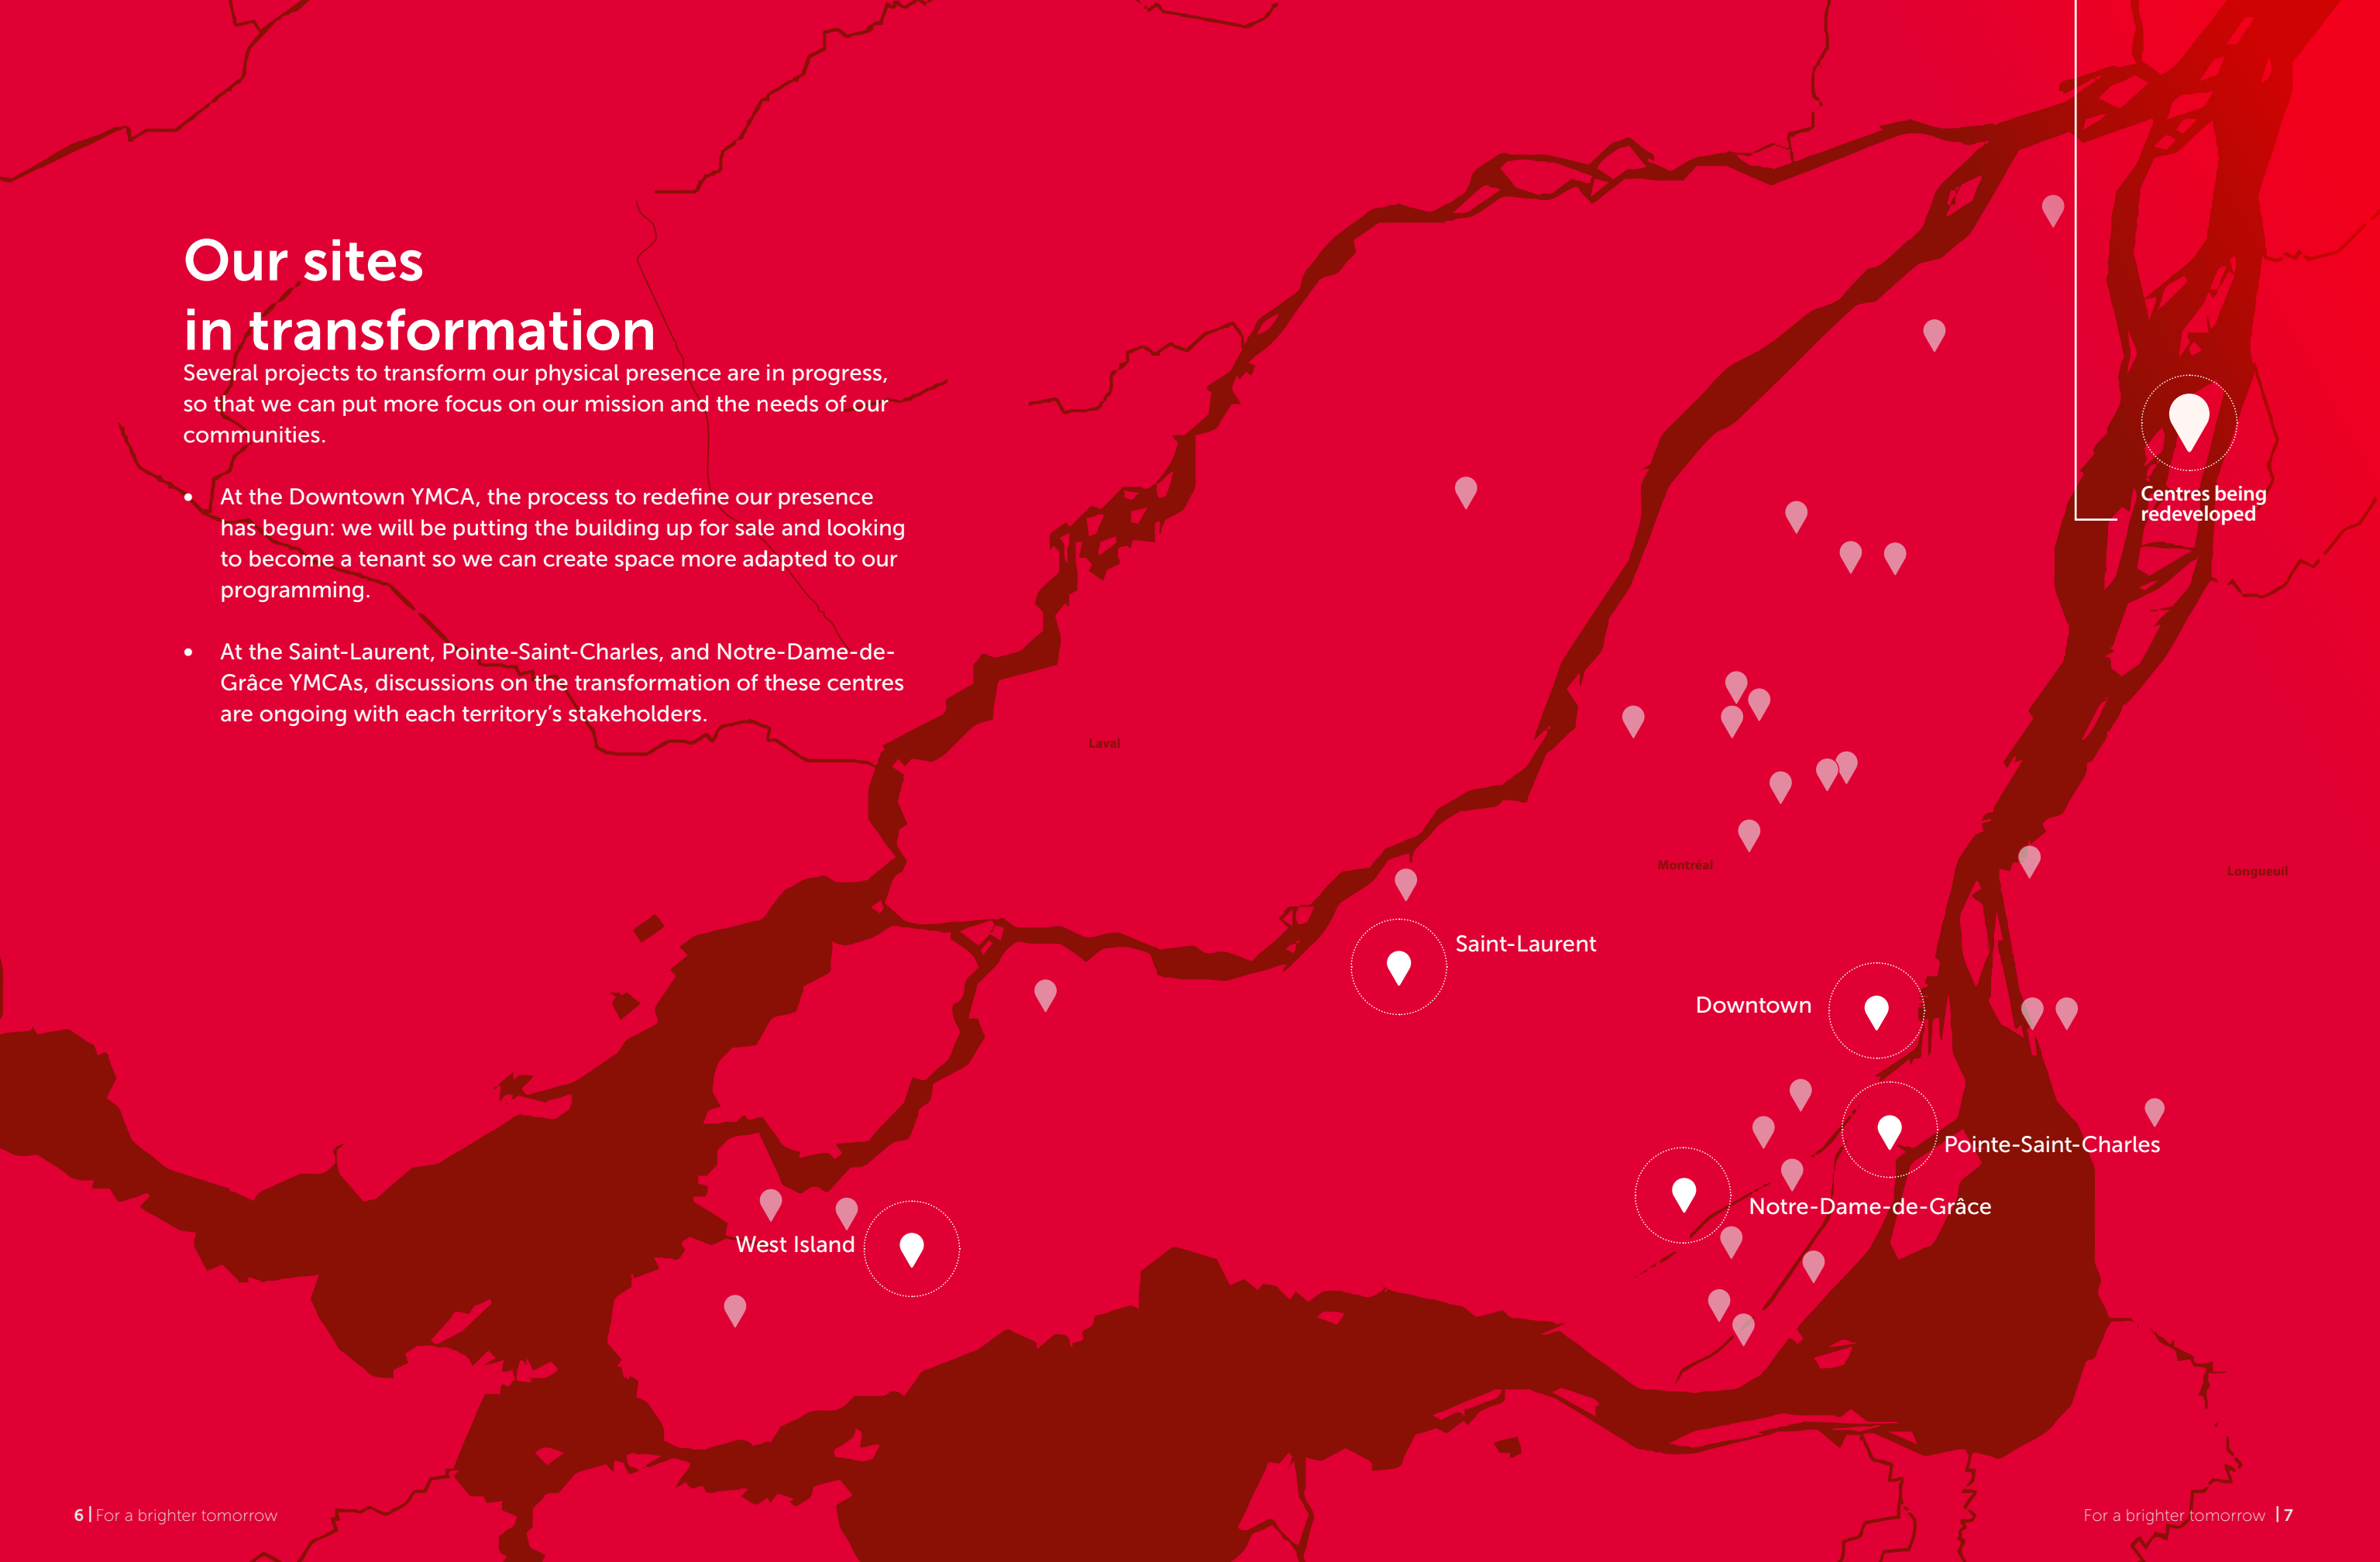 Our sites
in transformation
Several projects to transform our physical presence are in progress,
so that we can put more focus on our mission and the needs of our
communities.
• At the Downtown YMCA, the process to redefine our presence
has begun: we will be putting the building up for sale and looking
to become a tenant so we can create space more adapted to our
programming.
• At the Saint-Laurent, Pointe-Saint-Charles, and Notre-Dame-de-
Grâce YMCAs, discussions on the transformation of these centres
are ongoing with each territory’s stakeholders.
Centres being
redeveloped
Laval
Montréal
Longueuil
Saint-Laurent
Downtown
Pointe-Saint-Charles
Notre-Dame-de-Grâce
West Island
6 | For a brighter tomorrow
For a brighter tomorrow | 7